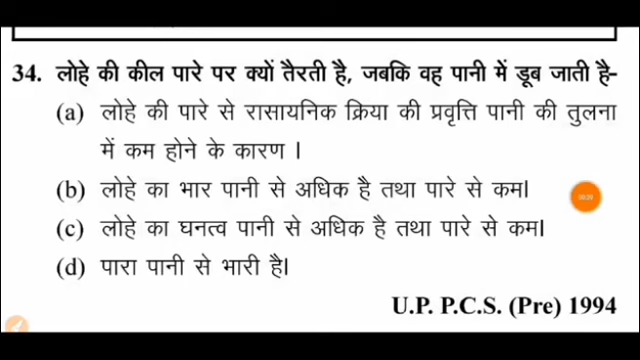 34. लोहे की कील पारे पर क्यों तैरती है, जबकि वह पानी में डूब जाती है-
(a) लोहे की पारे से रासायनिक क्रिया की प्रवृत्ति पानी की तुलना
में कम होने के कारण ।
(b) लोहे का भार पानी से अधिक है तथा पारे से कम।
(c) लोहे का घनत्व पानी से अधिक है तथा पारे से कम।
(d) पारा पानी से भारी है।
U.P. P.C.S. (Pre) 1994